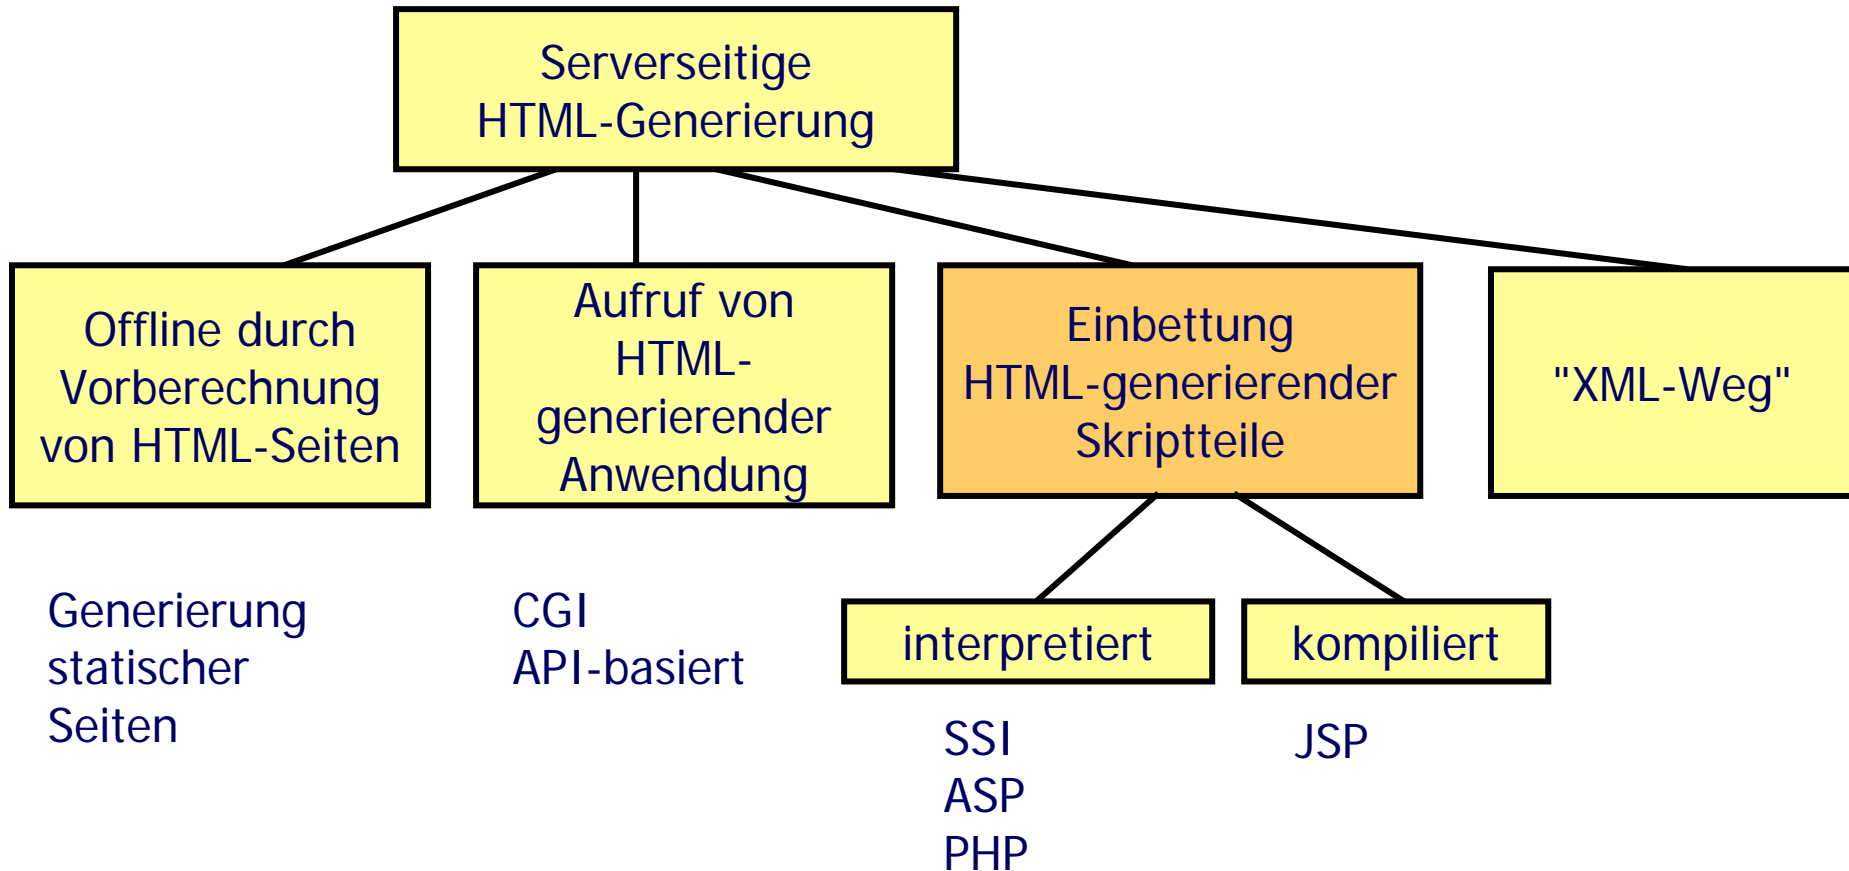 Serverseitige
HTML-Generierung
Offline durch
Vorberechnung
von HTML-Seiten
Aufruf von
HTML-
generierender
Anwendung
Einbettung
HTML-generierender
Skriptteile
"XML-Weg"
Generierung
statischer
Seiten
CGI
API-basiert
interpretiert
kompiliert
SSI
ASP
PHP
JSP